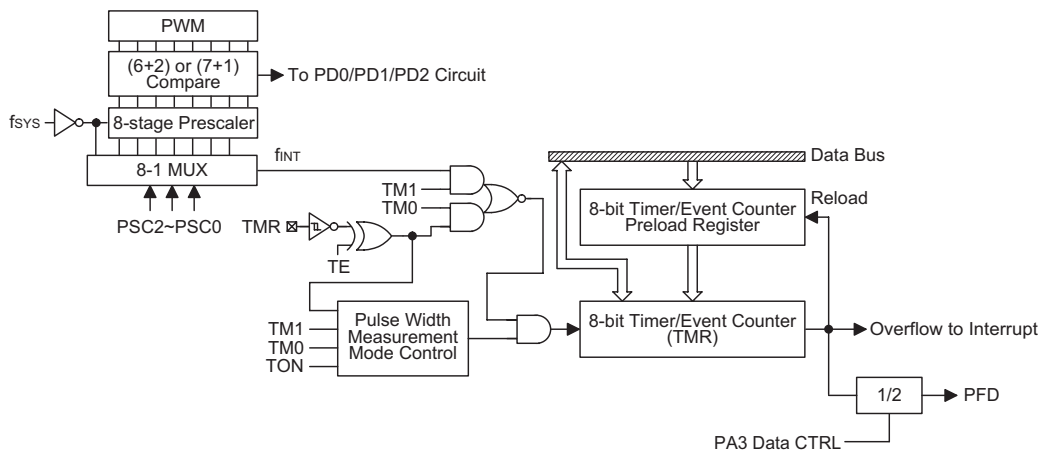 PWM
(6+2) or (7+1)
Compare
To PD0/PD1/PD2 Circuit
fSYS
8-stage Prescaler
8-1 MUX
fINT
PSC2~PSC0
TM1
TM0
TMR
TE
Data Bus
8-bit Timer/Event Counter
Preload Register
Reload
TM1
TM0
TON
Pulse Width
Measurement
Mode Control
8-bit Timer/Event Counter
(TMR)
Overflow to Interrupt
1/2
PFD
PA3 Data CTRL